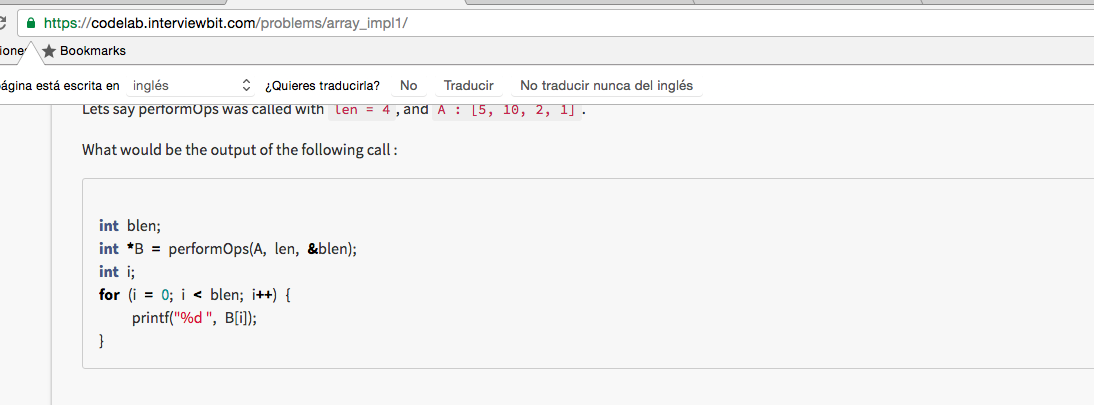 https://codelab.interviewbit.com/problems/array_impl1/
Bookmarks
página está escrita en inglés ¿Quieres traducirla? No Traducir No traducir nunca del inglés
Lets say performOps was called with len = 4 , and A : [5, 10, 2, 1] .
What would be the output of the following call :
int blen;
int *B = performOps(A, len, &blen);
int i;
for (i = 0; i < blen; i++) {
printf("%d ", B[i]);
}